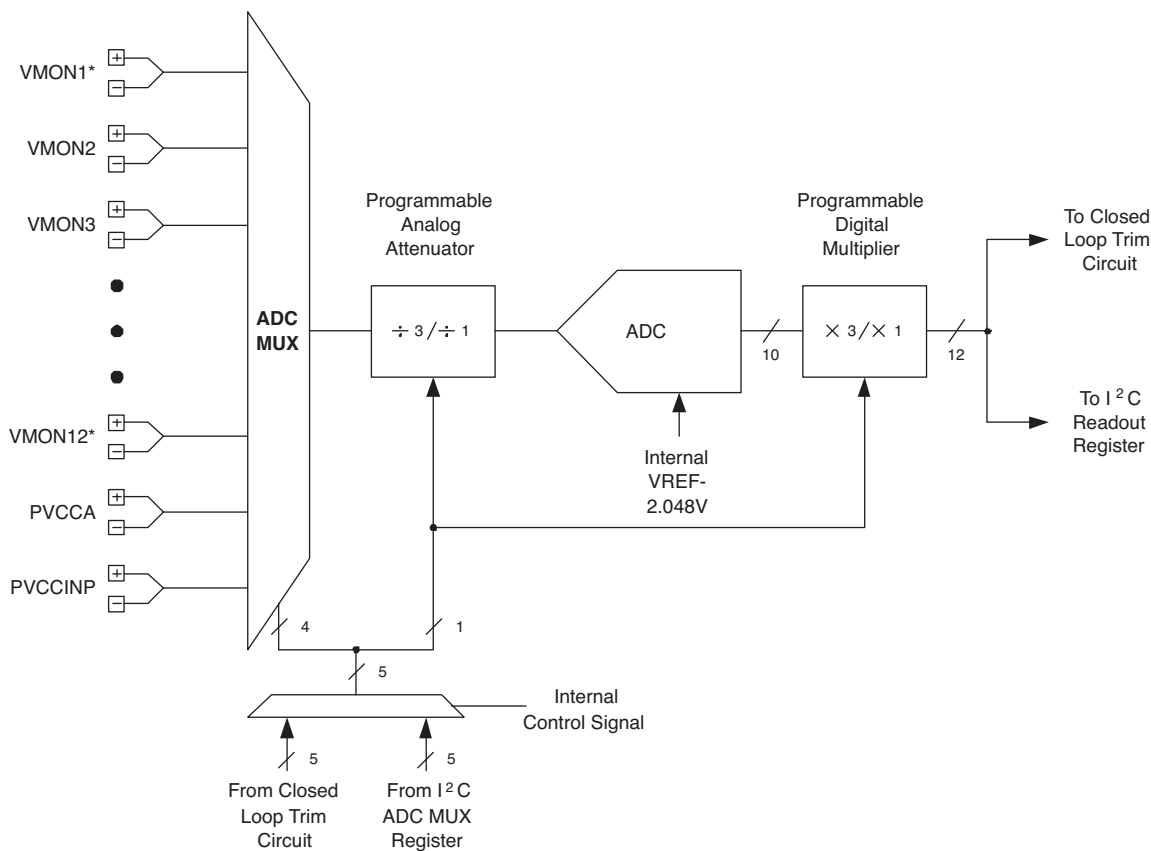 VMON1*
+
−
VMON2
+
−
VMON3
+
−
VMON12*
+
−
PVCCA
+
−
PVCCINP
+
−
ADC
MUX
Programmable
Analog
Attenuator
÷ 3 / ÷ 1
ADC
10
Internal
VREF-
2.048V
Programmable
Digital
Multiplier
× 3 / × 1
12
To Closed
Loop Trim
Circuit
To I²C
Readout
Register
4
1
5
Internal
Control Signal
5
5
From Closed
Loop Trim
Circuit
From I²C
ADC MUX
Register